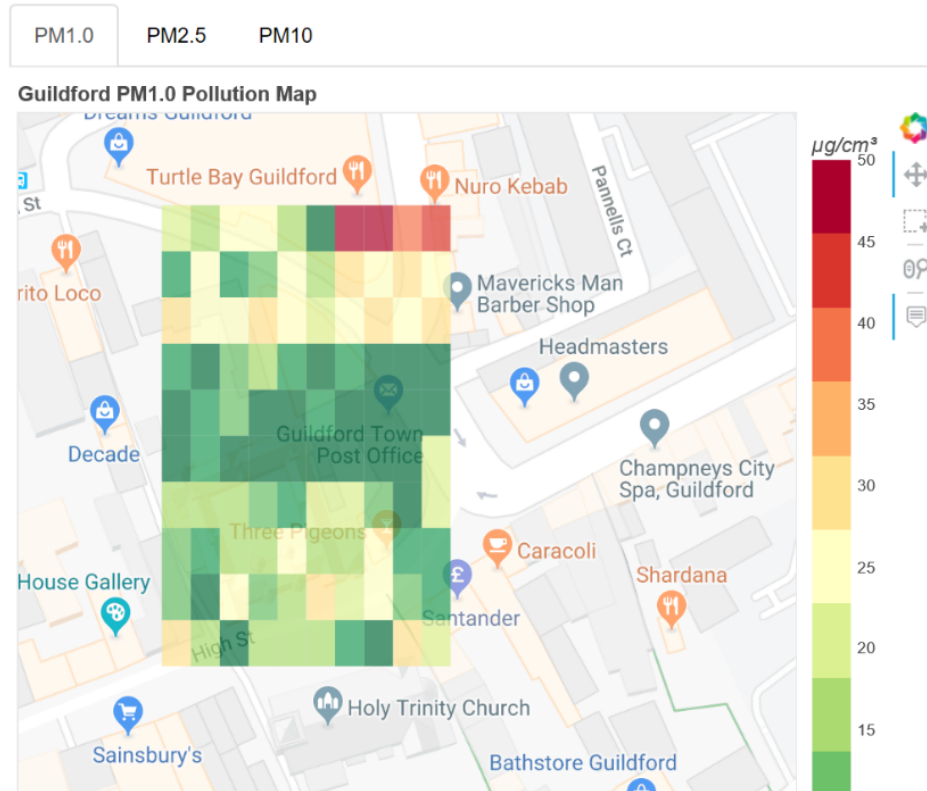 PM1.0
PM2.5
PM10
Guildford PM1.0 Pollution Map
Dreams Guildford
Turtle Bay Guildford
Nuro Kebab
Pannells Ct
St
rito Loco
Mavericks Man
Barber Shop
Headmasters
Decade
Guildford Town
Post Office
Champneys City
Spa, Guildford
Three Pigeons
Caracoli
House Gallery
Shardana
£
Santander
High St
Holy Trinity Church
Sainsbury's
Bathstore Guildford
µg/cm³
50
45
40
35
30
25
20
15